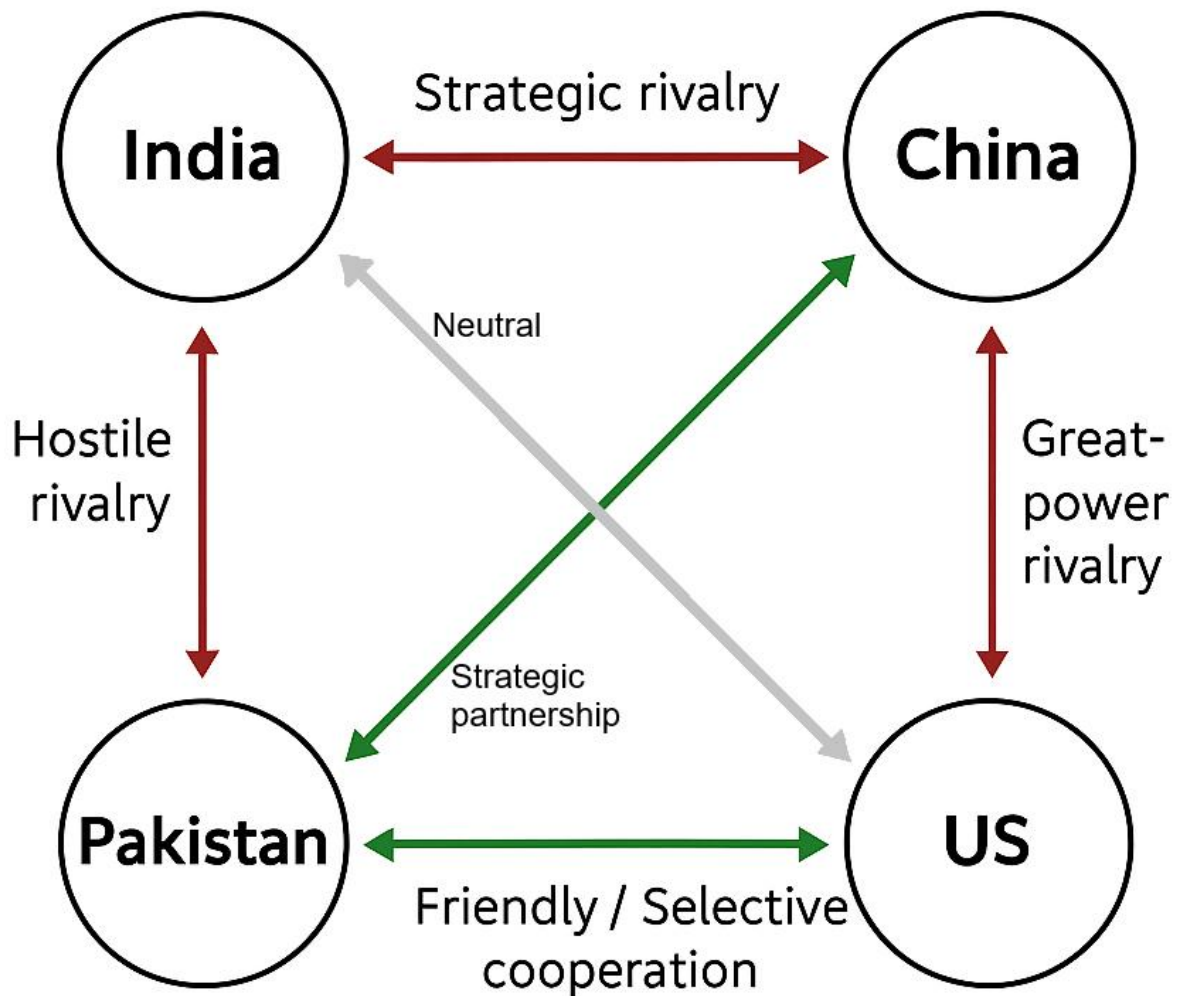 Strategic rivalry
India
China
Neutral
Hostile
rivalry
Great-
power
rivalry
Strategic
partnership
Pakistan
US
Friendly / Selective
cooperation